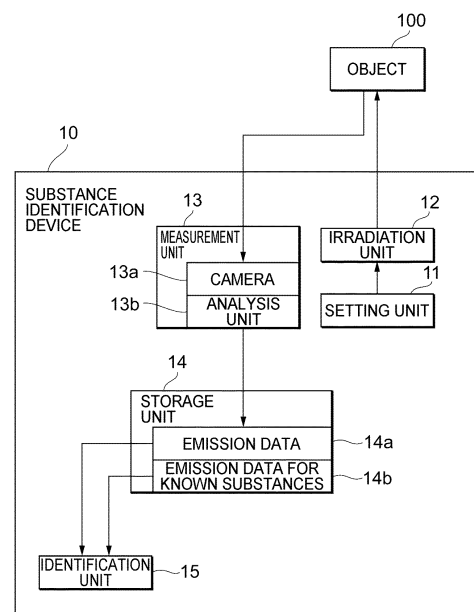 100
OBJECT
10
SUBSTANCE
IDENTIFICATION
DEVICE
13
MEASUREMENT
UNIT
12
IRRADIATION
UNIT
13a
CAMERA
11
SETTING UNIT
13b
ANALYSIS
UNIT
14
STORAGE
UNIT
EMISSION DATA
14a
EMISSION DATA FOR
KNOWN SUBSTANCES
14b
IDENTIFICATION
UNIT
15